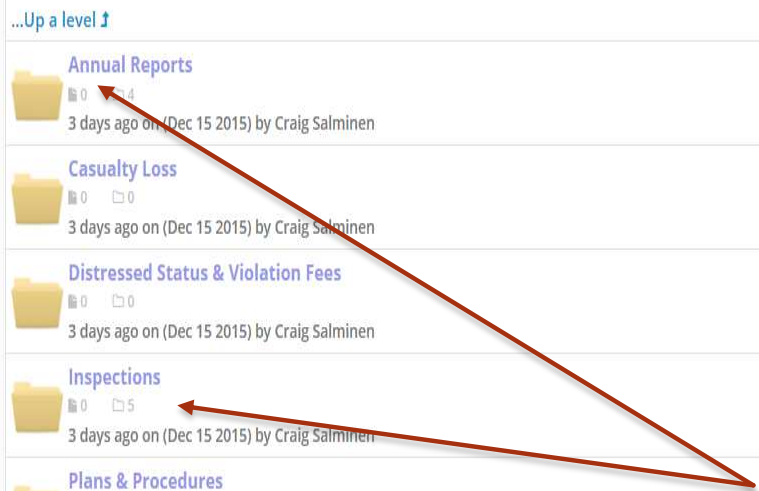 ...Up a level
Annual Reports
0 4
3 days ago on (Dec 15 2015) by Craig Salminen
Casualty Loss
0 0
3 days ago on (Dec 15 2015) by Craig Salminen
Distressed Status & Violation Fees
0 0
3 days ago on (Dec 15 2015) by Craig Salminen
Inspections
0 5
3 days ago on (Dec 15 2015) by Craig Salminen
Plans & Procedures